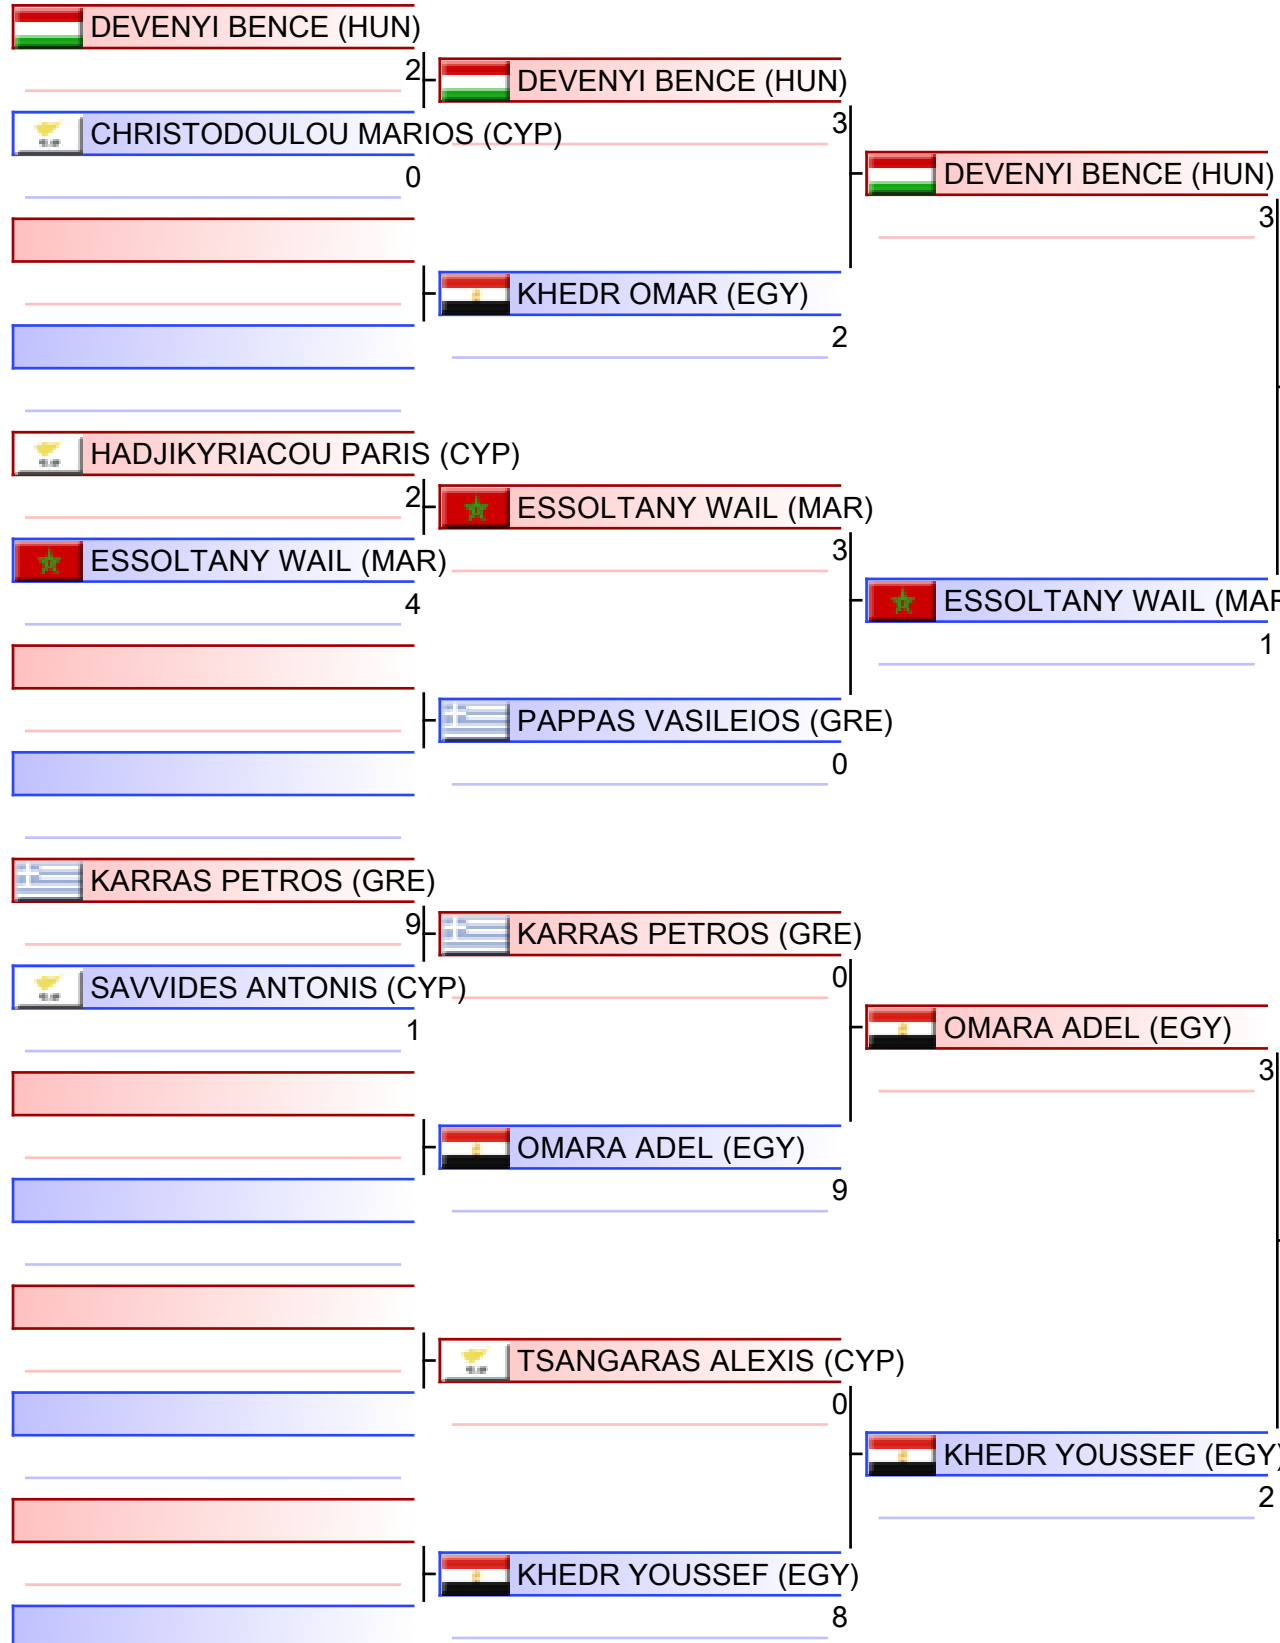 DEVENYI BENCE (HUN)
2
DEVENYI BENCE (HUN)
3
CHRISTODOULOU MARIOS (CYP)
0
DEVENYI BENCE (HUN)
3
KHEDR OMAR (EGY)
2
HADJIKYRIACOU PARIS (CYP)
2
ESSOLTANY WAIL (MAR)
3
ESSOLTANY WAIL (MAR)
4
ESSOLTANY WAIL (MAR
1
PAPPAS VASILEIOS (GRE)
0
KARRAS PETROS (GRE)
9
KARRAS PETROS (GRE)
0
SAVVIDES ANTONIS (CYP)
1
OMARA ADEL (EGY)
3
OMARA ADEL (EGY)
9
TSANGARAS ALEXIS (CYP)
0
KHEDR YOUSSEF (EGY)
2
KHEDR YOUSSEF (EGY)
8